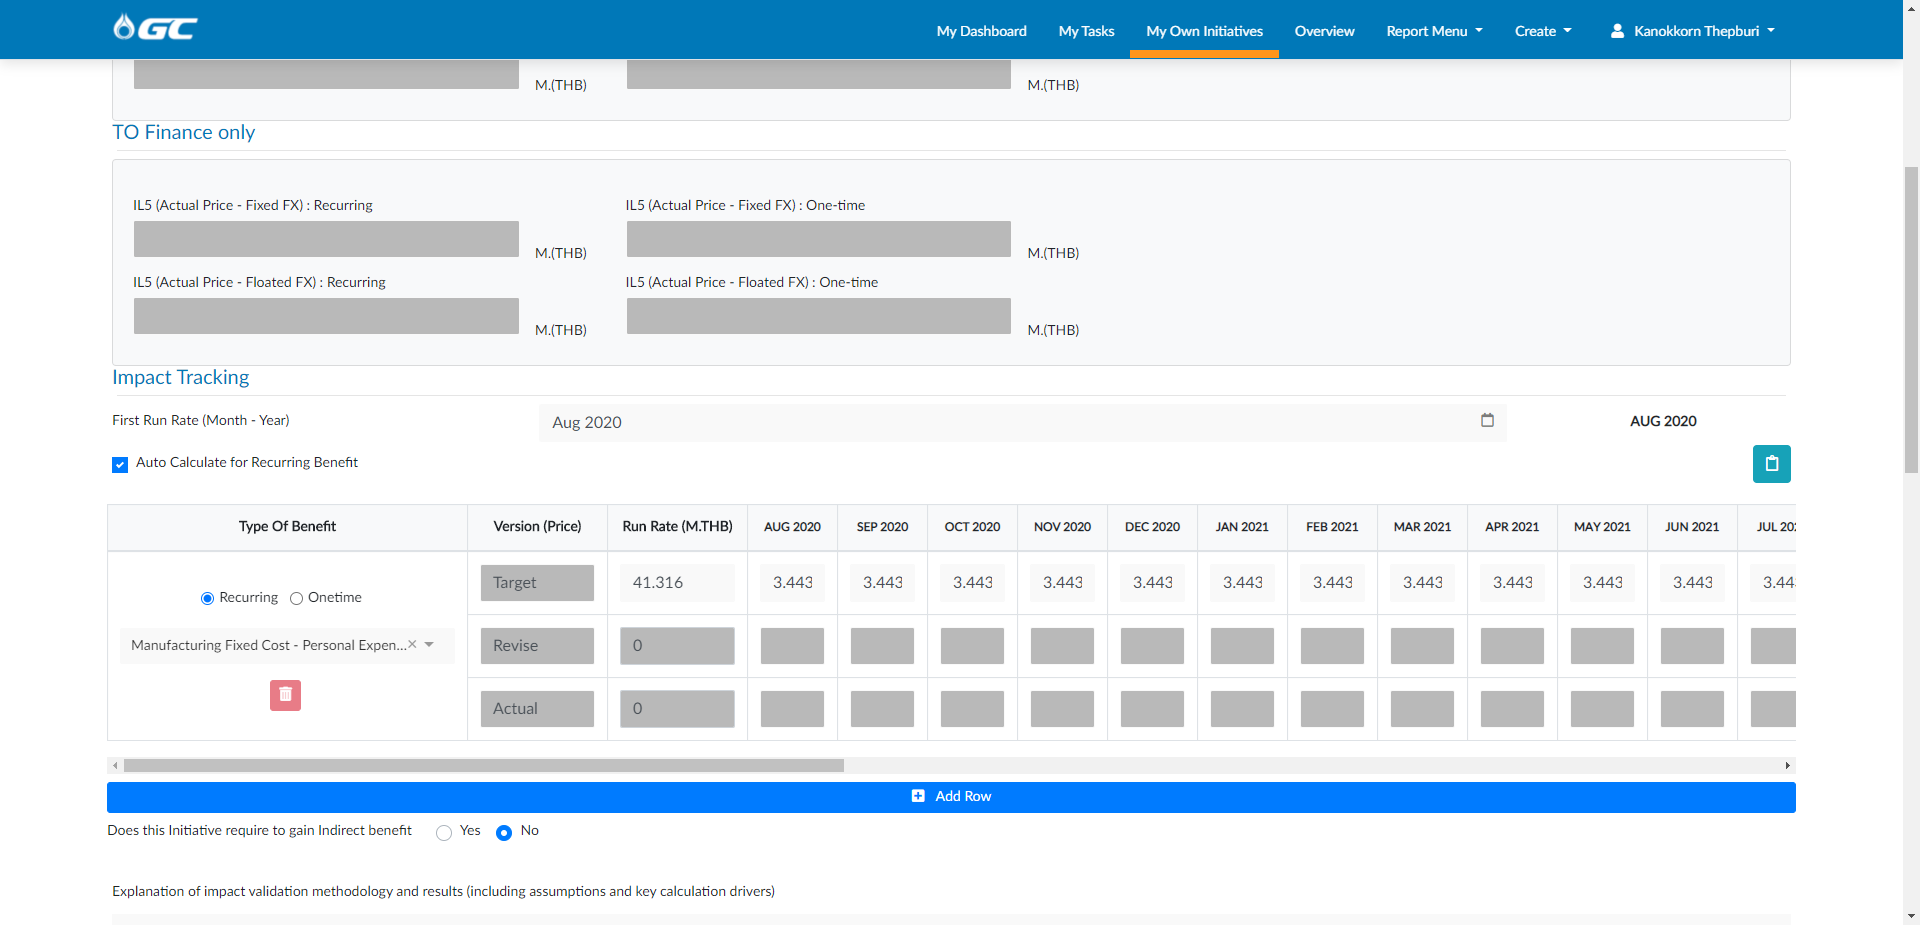 GC
My Dashboard My Tasks My Own Initiatives Overview Report Menu Create Kanokkorn Thepburi
M.(THB) M.(THB)
TO Finance only
IL5 (Actual Price - Fixed FX) : Recurring IL5 (Actual Price - Fixed FX) : One-time
M.(THB) M.(THB)
IL5 (Actual Price - Floated FX) : Recurring IL5 (Actual Price - Floated FX) : One-time
M.(THB) M.(THB)
Impact Tracking
First Run Rate (Month - Year) Aug 2020 AUG 2020
Auto Calculate for Recurring Benefit
Type Of Benefit Version (Price) Run Rate (M.THB) AUG 2020 SEP 2020 OCT 2020 NOV 2020 DEC 2020 JAN 2021 FEB 2021 MAR 2021 APR 2021 MAY 2021 JUN 2021 JUL 202
Target 41.316 3.443 3.443 3.443 3.443 3.443 3.443 3.443 3.443 3.443 3.443 3.443 3.44
Recurring Onetime
Manufacturing Fixed Cost - Personal Expen... × Revise 0
Actual 0
Add Row
Does this Initiative require to gain Indirect benefit Yes No
Explanation of impact validation methodology and results (including assumptions and key calculation drivers)